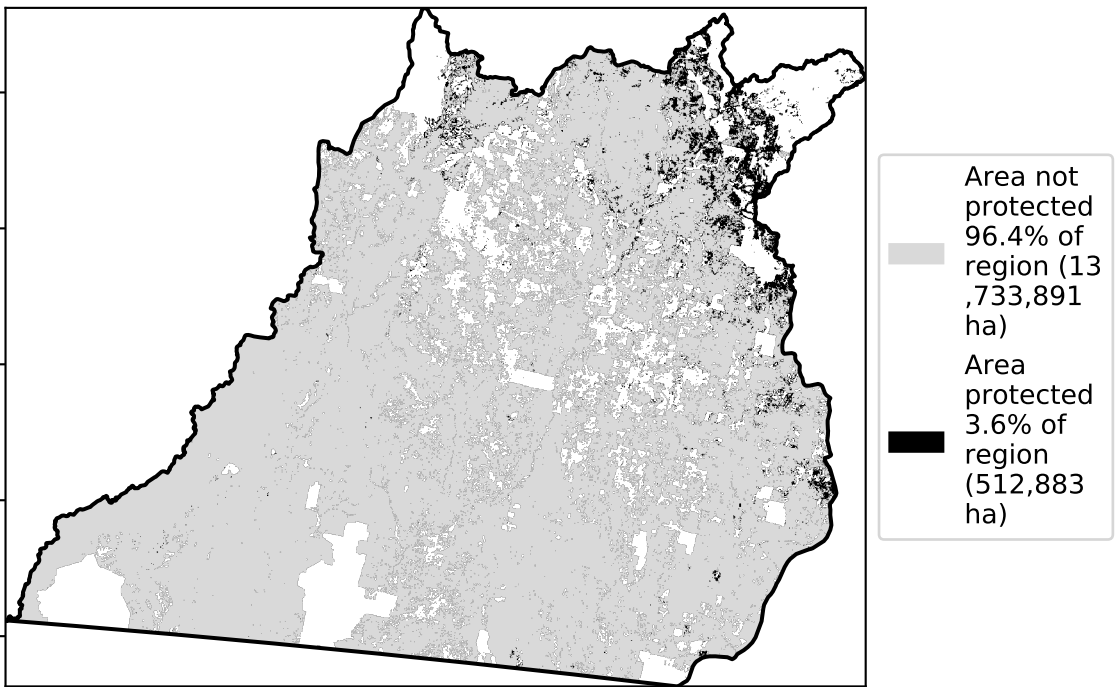 Area not
protected
96.4% of
region (13
,733,891
ha)
Area
protected
3.6% of
region
(512,883
ha)